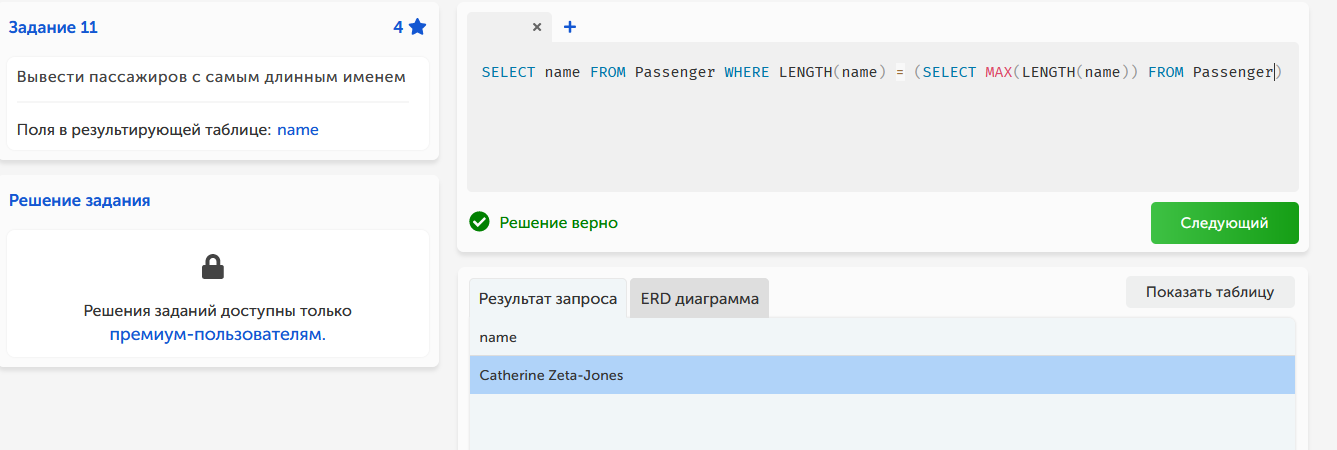 Задание 11
4
Вывести пассажиров с самым длинным именем
Поля в результирующей таблице: name
Решение задания
Решения заданий доступны только
премиум-пользователям.
× +
SELECT name FROM Passenger WHERE LENGTH(name) = (SELECT MAX(LENGTH(name)) FROM Passenger)
Решение верно
Следующий
Результат запроса
ERD диаграмма
Показать таблицу
name
Catherine Zeta-Jones